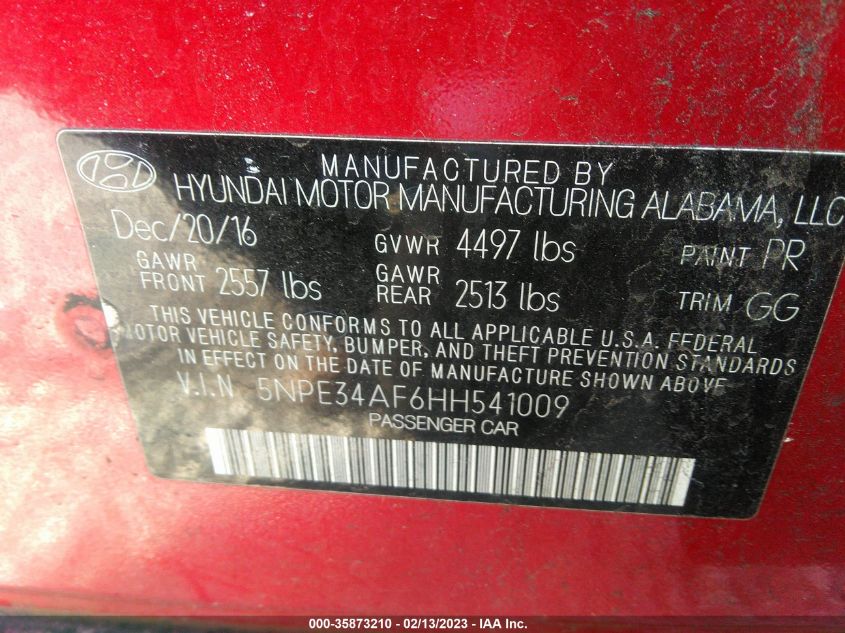 MANUFACTURED BY
HYUNDAI MOTOR MANUFACTURING ALABAMA, LLC
Dec/20/16 GVWR 4497 lbs PAINT PR
GAWR FRONT 2557 lbs GAWR REAR 2513 lbs TRIM GG
THIS VEHICLE CONFORMS TO ALL APPLICABLE U.S.A. FEDERAL
MOTOR VEHICLE SAFETY, BUMPER, AND THEFT PREVENTION STANDARDS
IN EFFECT ON THE DATE OF MANUFACTURE SHOWN ABOVE
V.I.N 5NPE34AF6HH541009
PASSENGER CAR
000-35873210 - 02/13/2023 - IAA Inc.